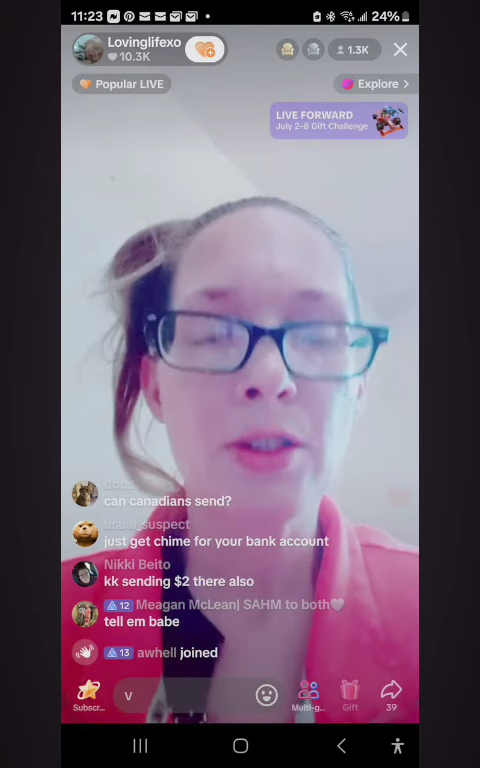 11:23
24%
Lovinglifexo
10.3K
1.3K
Popular LIVE
Explore >
LIVE FORWARD
July 2–8 Gift Challenge
dobs
can canadians send?
usual_suspect
just get chime for your bank account
Nikki Beito
kk sending $2 there also
12 Meagan McLean| SAHM to both🤍
tell em babe
13 awhell joined
V
Subscr...
Multi-g...
Gift
39